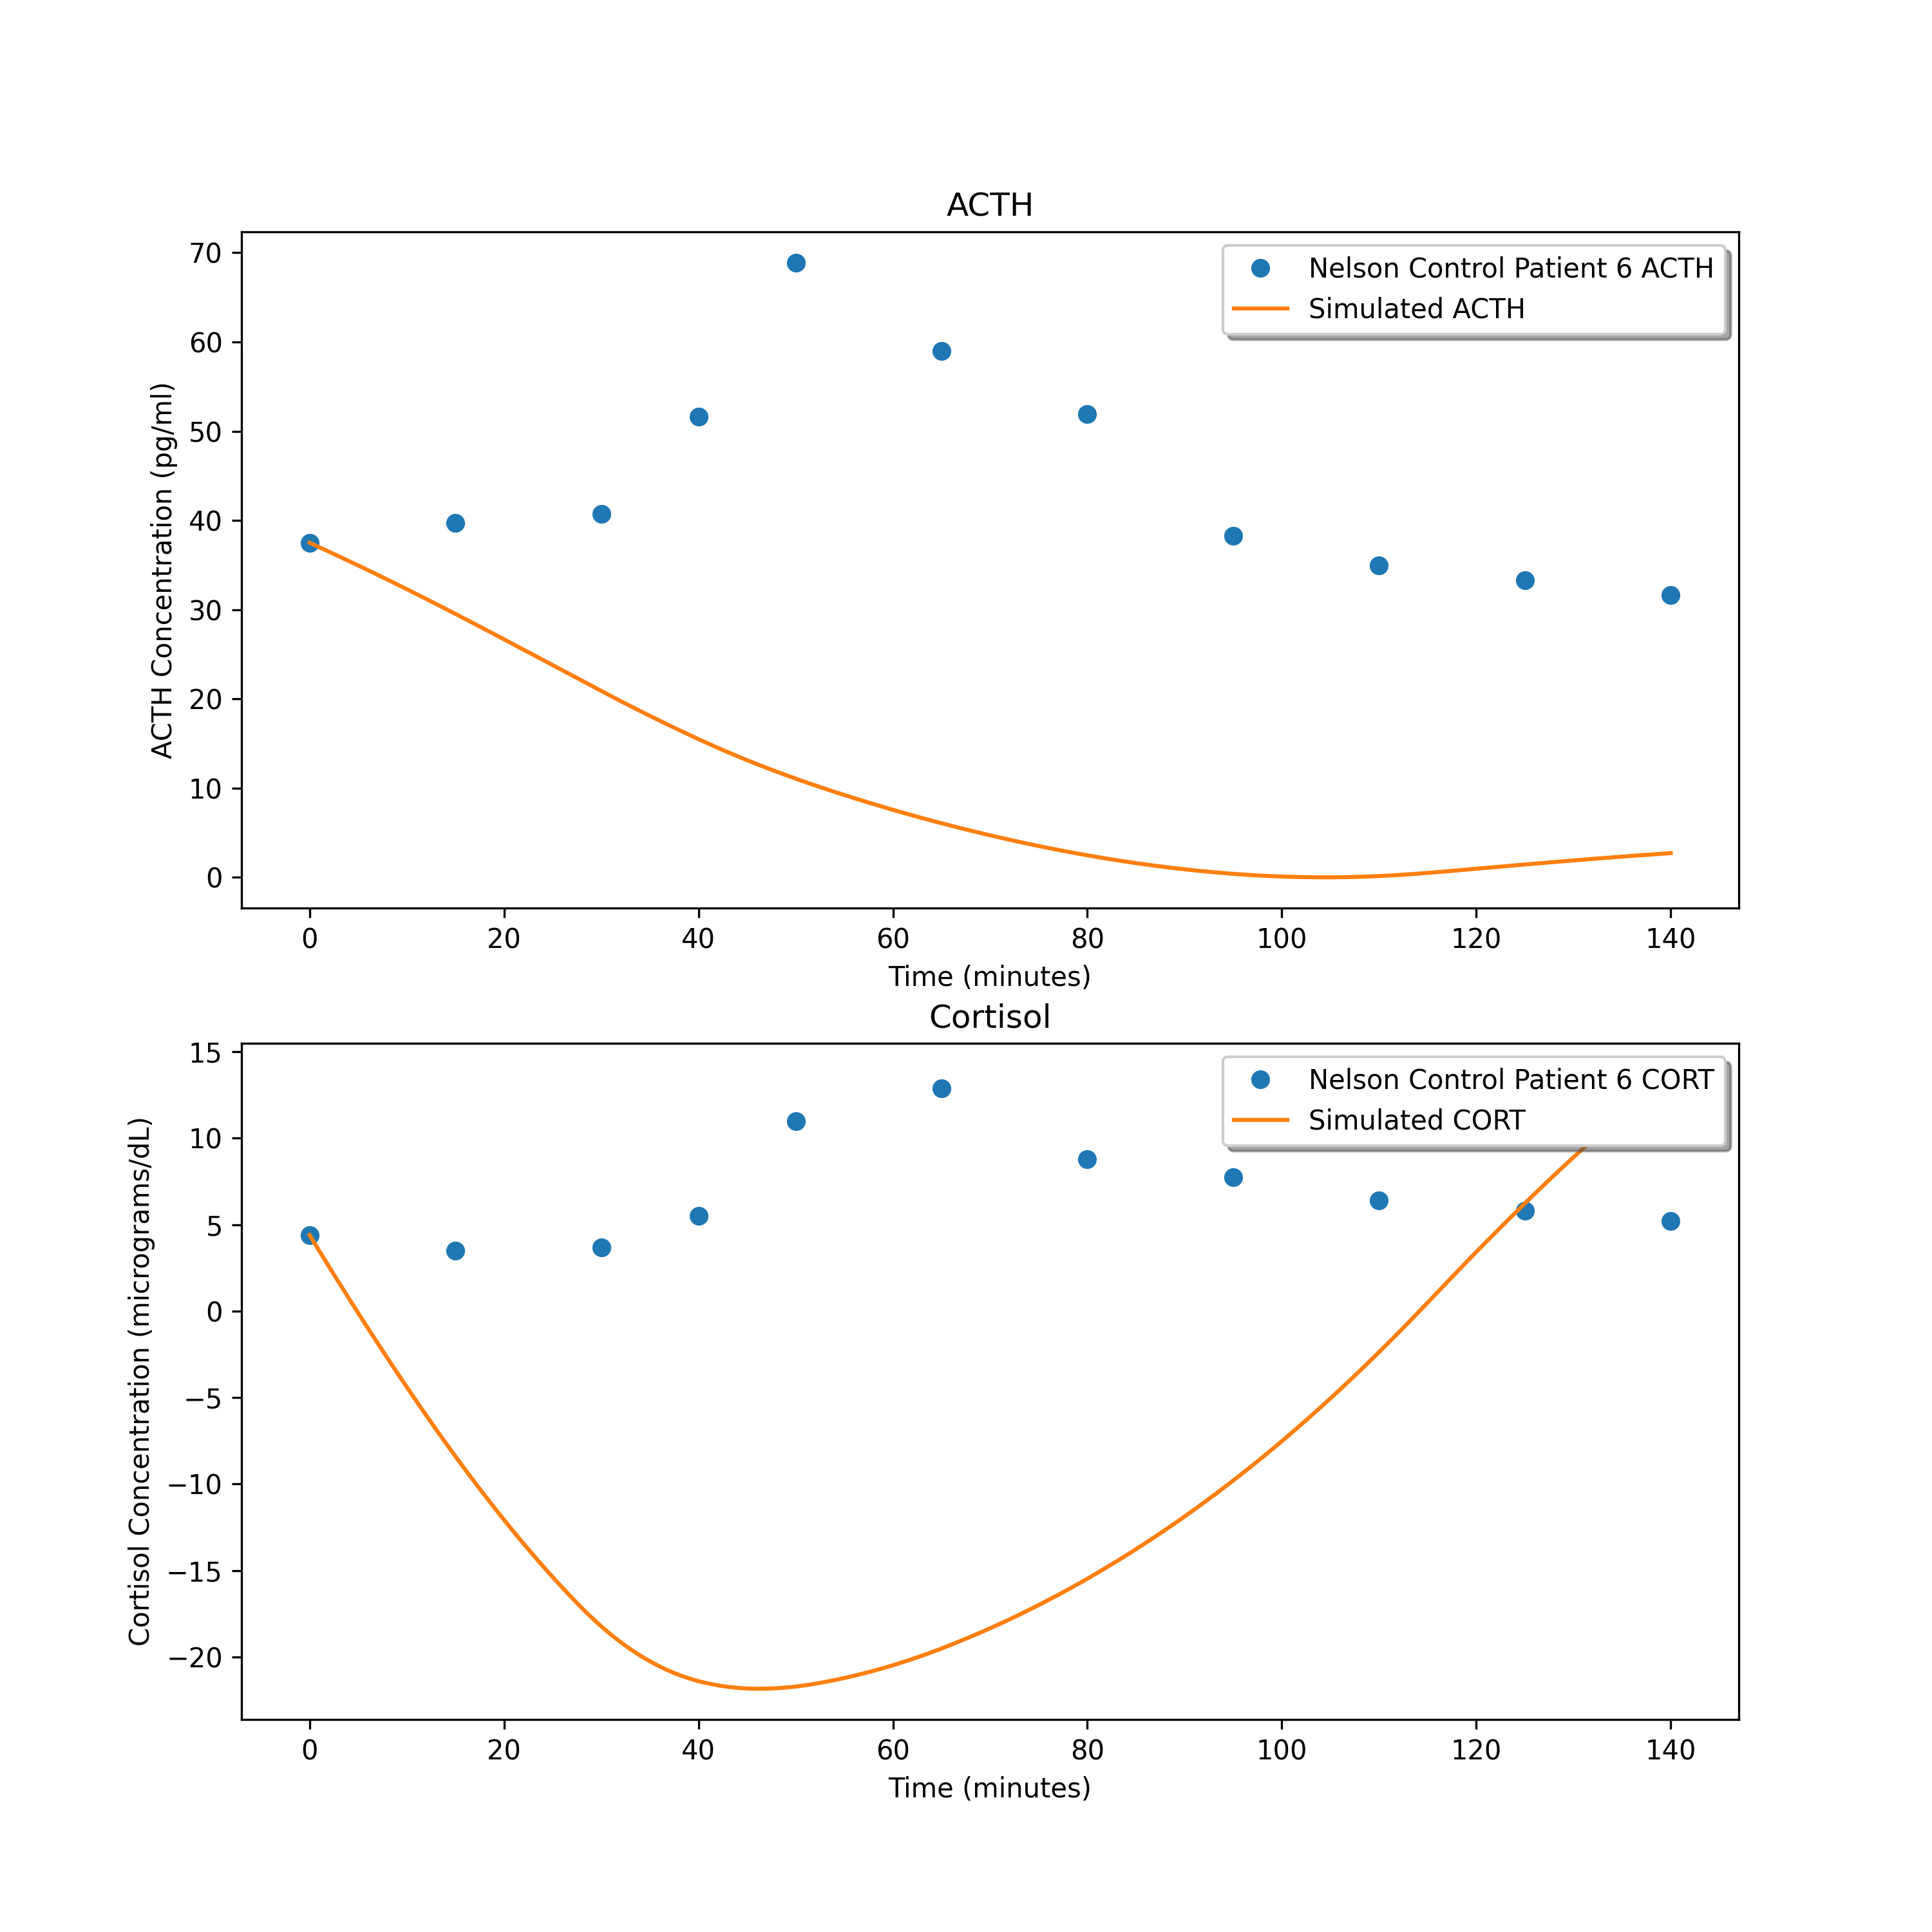 ACTH
70
60
50
40
30
20
10
0
ACTH Concentration (pg/ml)
Nelson Control Patient 6 ACTH
Simulated ACTH
0 20 40 60 80 100 120 140
Time (minutes)
Cortisol
15
10
5
0
−5
−10
−15
−20
Cortisol Concentration (micrograms/dL)
Nelson Control Patient 6 CORT
Simulated CORT
0 20 40 60 80 100 120 140
Time (minutes)